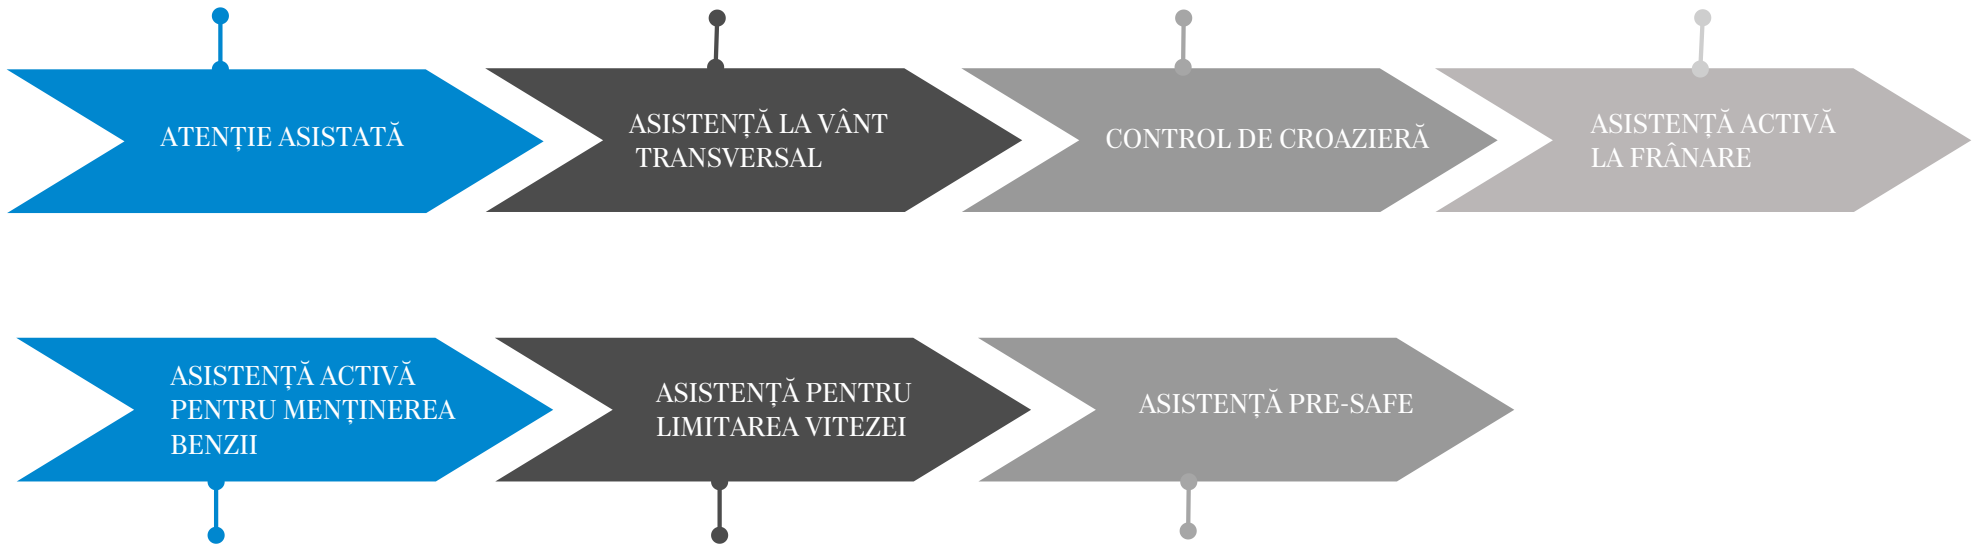 ATENȚIE ASISTATĂ
ASISTENȚĂ LA VÂNT
TRANSVERSAL
CONTROL DE CROAZIERĂ
ASISTENȚĂ ACTIVĂ
LA FRÂNARE
ASISTENȚĂ ACTIVĂ
PENTRU MENȚINEREA
BENZII
ASISTENȚĂ PENTRU
LIMITAREA VITEZEI
ASISTENȚĂ PRE-SAFE